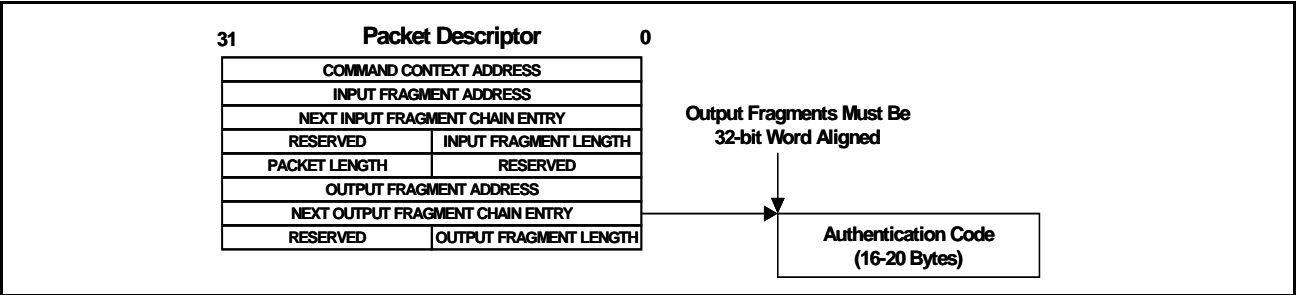 31 Packet Descriptor 0
COMMAND CONTEXT ADDRESS
INPUT FRAGMENT ADDRESS
NEXT INPUT FRAGMENT CHAIN ENTRY
RESERVED INPUT FRAGMENT LENGTH
PACKET LENGTH RESERVED
OUTPUT FRAGMENT ADDRESS
NEXT OUTPUT FRAGMENT CHAIN ENTRY
RESERVED OUTPUT FRAGMENT LENGTH
Output Fragments Must Be
32-bit Word Aligned
Authentication Code
(16-20 Bytes)